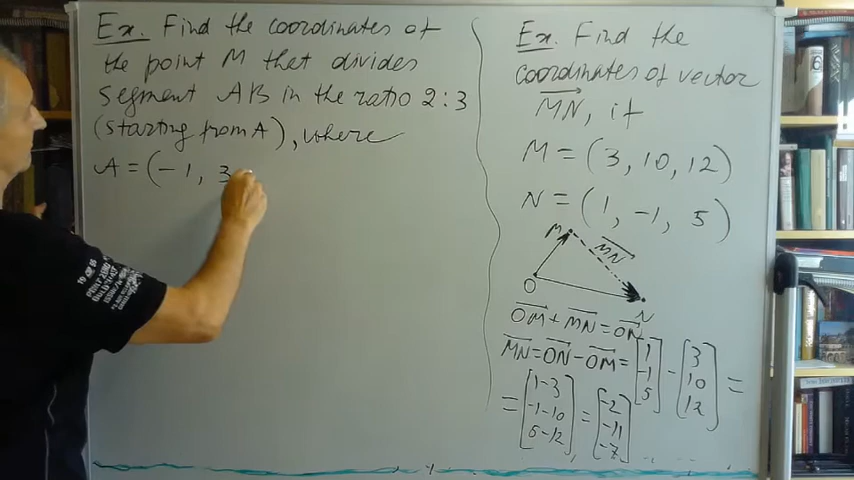 Ex. Find the coordinates of
the point M that divides
segment AB in the ratio 2:3
(starting from A), where
A = (-1, 3
Ex. Find the
coordinates of vector
MN, if
M = (3, 10, 12)
N = (1, -1, 5)
M
MN
O
N
OM + MN = ON
MN = ON - OM = [1 -1 5] - [3 10 12] =
= [1-3 -1-10 5-12] = [-2 -11 -7]